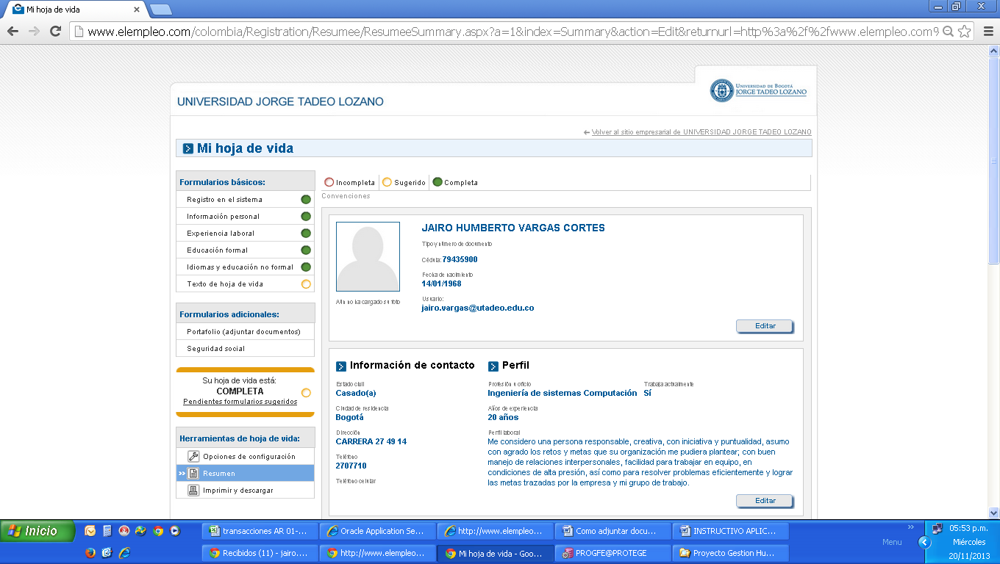 Mi hoja de vida
www.elempleo.com/colombia/Registration/Resumee/ResumeeSummary.aspx?a=1&index=Summary&action=Edit&returnurl=http%3a%2f%2fwww.elempleo.com%
UNIVERSIDAD JORGE TADEO LOZANO
UNIVERSIDAD DE BOGOTÁ
JORGE TADEO LOZANO
Volver al sitio empresarial de UNIVERSIDAD JORGE TADEO LOZANO
Mi hoja de vida
Formularios básicos:
Registro en el sistema
Información personal
Experiencia laboral
Educación formal
Idiomas y educación no formal
Texto de hoja de vida
Formularios adicionales:
Portafolio (adjuntar documentos)
Seguridad social
Su hoja de vida está:
COMPLETA
Pendientes formularios sugeridos
Herramientas de hoja de vida:
Opciones de configuración
Resumen
Imprimir y descargar
Incompleta Sugerido Completa
Convenciones
Aún no ha cargado su foto
JAIRO HUMBERTO VARGAS CORTES
Tipo y número de documento
Cédula: 79435900
Fecha de nacimiento
14/01/1968
Usuario:
jairo.vargas@utadeo.edu.co
Editar
Información de contacto
Estado civil
Casado(a)
Ciudad de residencia
Bogotá
Dirección
CARRERA 27 49 14
Teléfono
2707710
Teléfono celular
Perfil
Profesión u oficio
Ingeniería de sistemas Computación
Trabaja actualmente
Sí
Años de experiencia
20 años
Perfil laboral
Me considero una persona responsable, creativa, con iniciativa y puntualidad, asumo
con agrado los retos y metas que su organización me pudiera plantear; con buen
manejo de relaciones interpersonales, facilidad para trabajar en equipo, en
condiciones de alta presión, así como para resolver problemas eficientemente y lograr
las metas trazadas por la empresa y mi grupo de trabajo.
Editar
Inicio
transacciones AR 01-...
Oracle Application Se...
http://www.elempleo...
Como adjuntar docu...
INSTRUCTIVO APLIC...
Recibidos (11) - jairo....
http://www.elempleo...
Mi hoja de vida - Goo...
PROGFE@PROTEGE
Proyecto Gestion Hu...
Menu
05:53 p.m.
Miércoles
20/11/2013